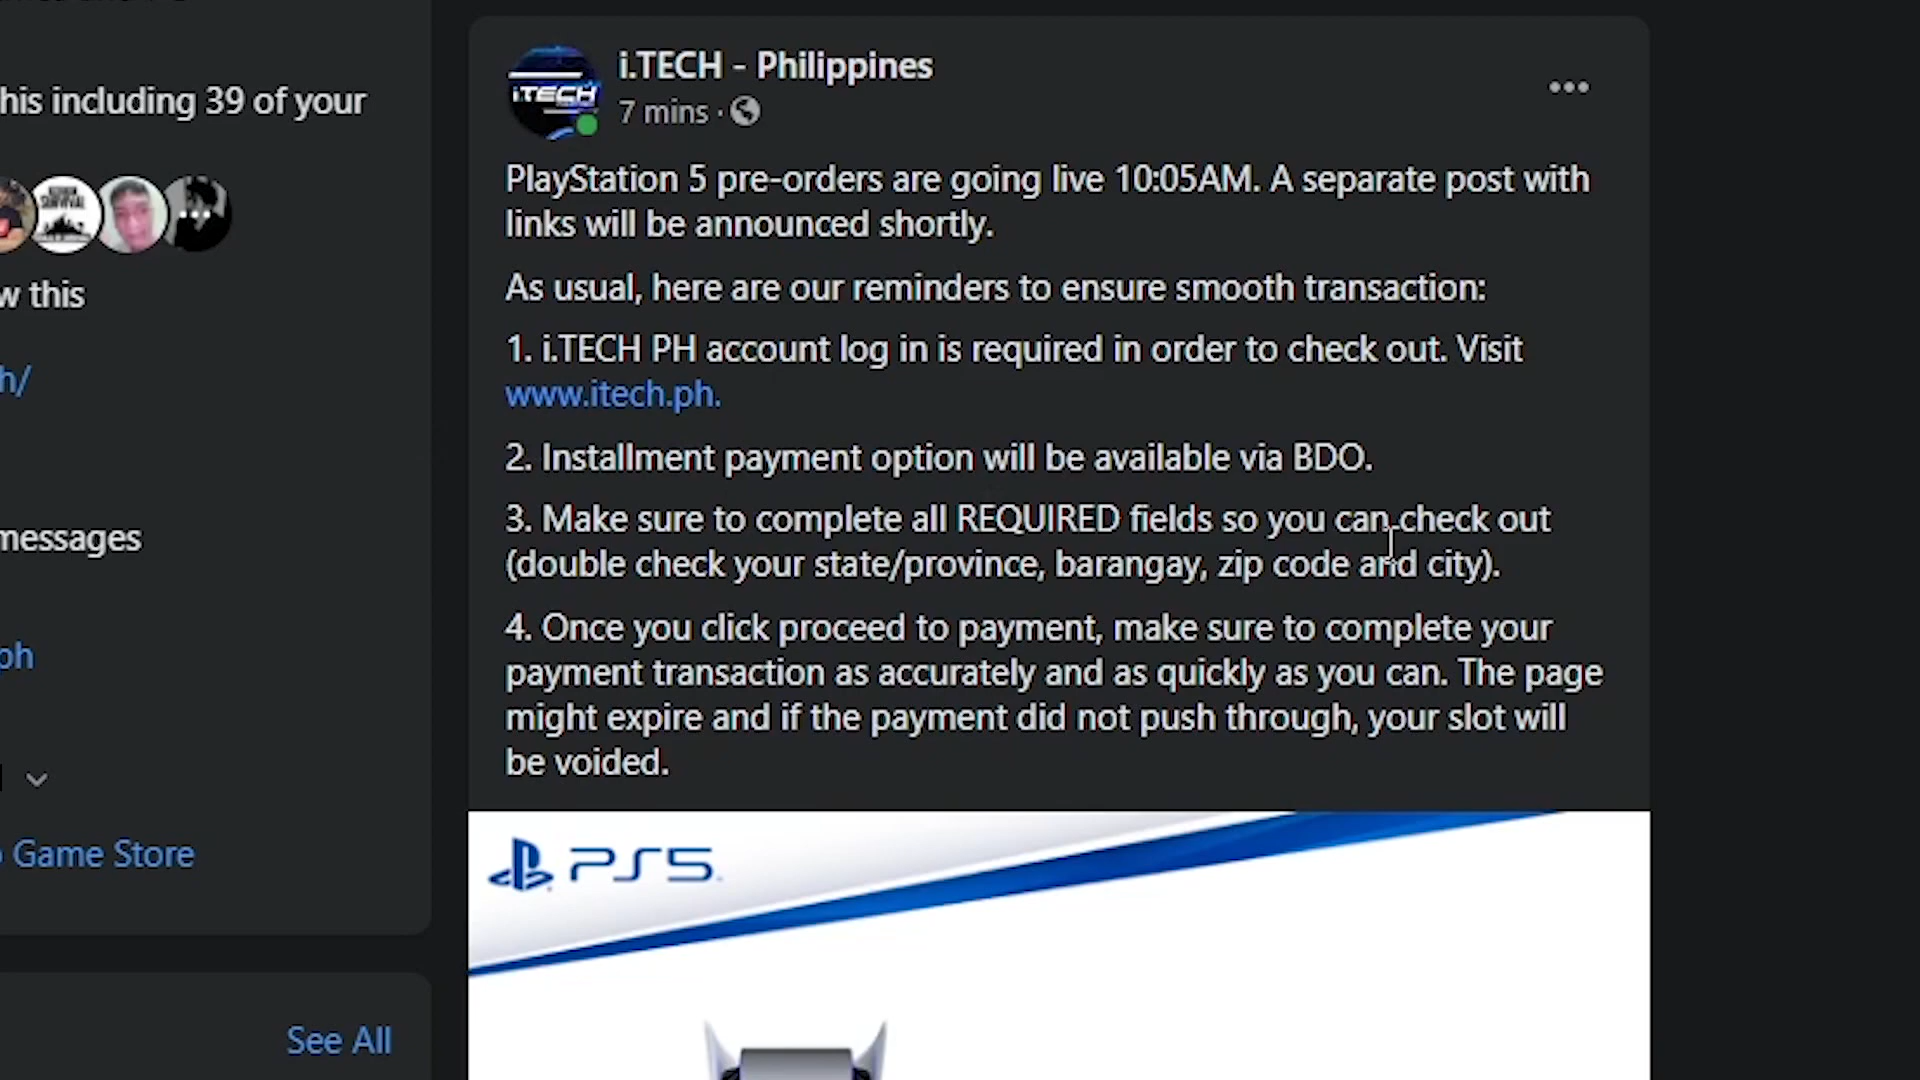 his including 39 of your
w this
h/
messages
ph
Game Store
See All
iTECH
i.TECH - Philippines
7 mins ·
PlayStation 5 pre-orders are going live 10:05AM. A separate post with
links will be announced shortly.
As usual, here are our reminders to ensure smooth transaction:
1. i.TECH PH account log in is required in order to check out. Visit
www.itech.ph.
2. Installment payment option will be available via BDO.
3. Make sure to complete all REQUIRED fields so you can check out
(double check your state/province, barangay, zip code and city).
4. Once you click proceed to payment, make sure to complete your
payment transaction as accurately and as quickly as you can. The page
might expire and if the payment did not push through, your slot will
be voided.
PS5